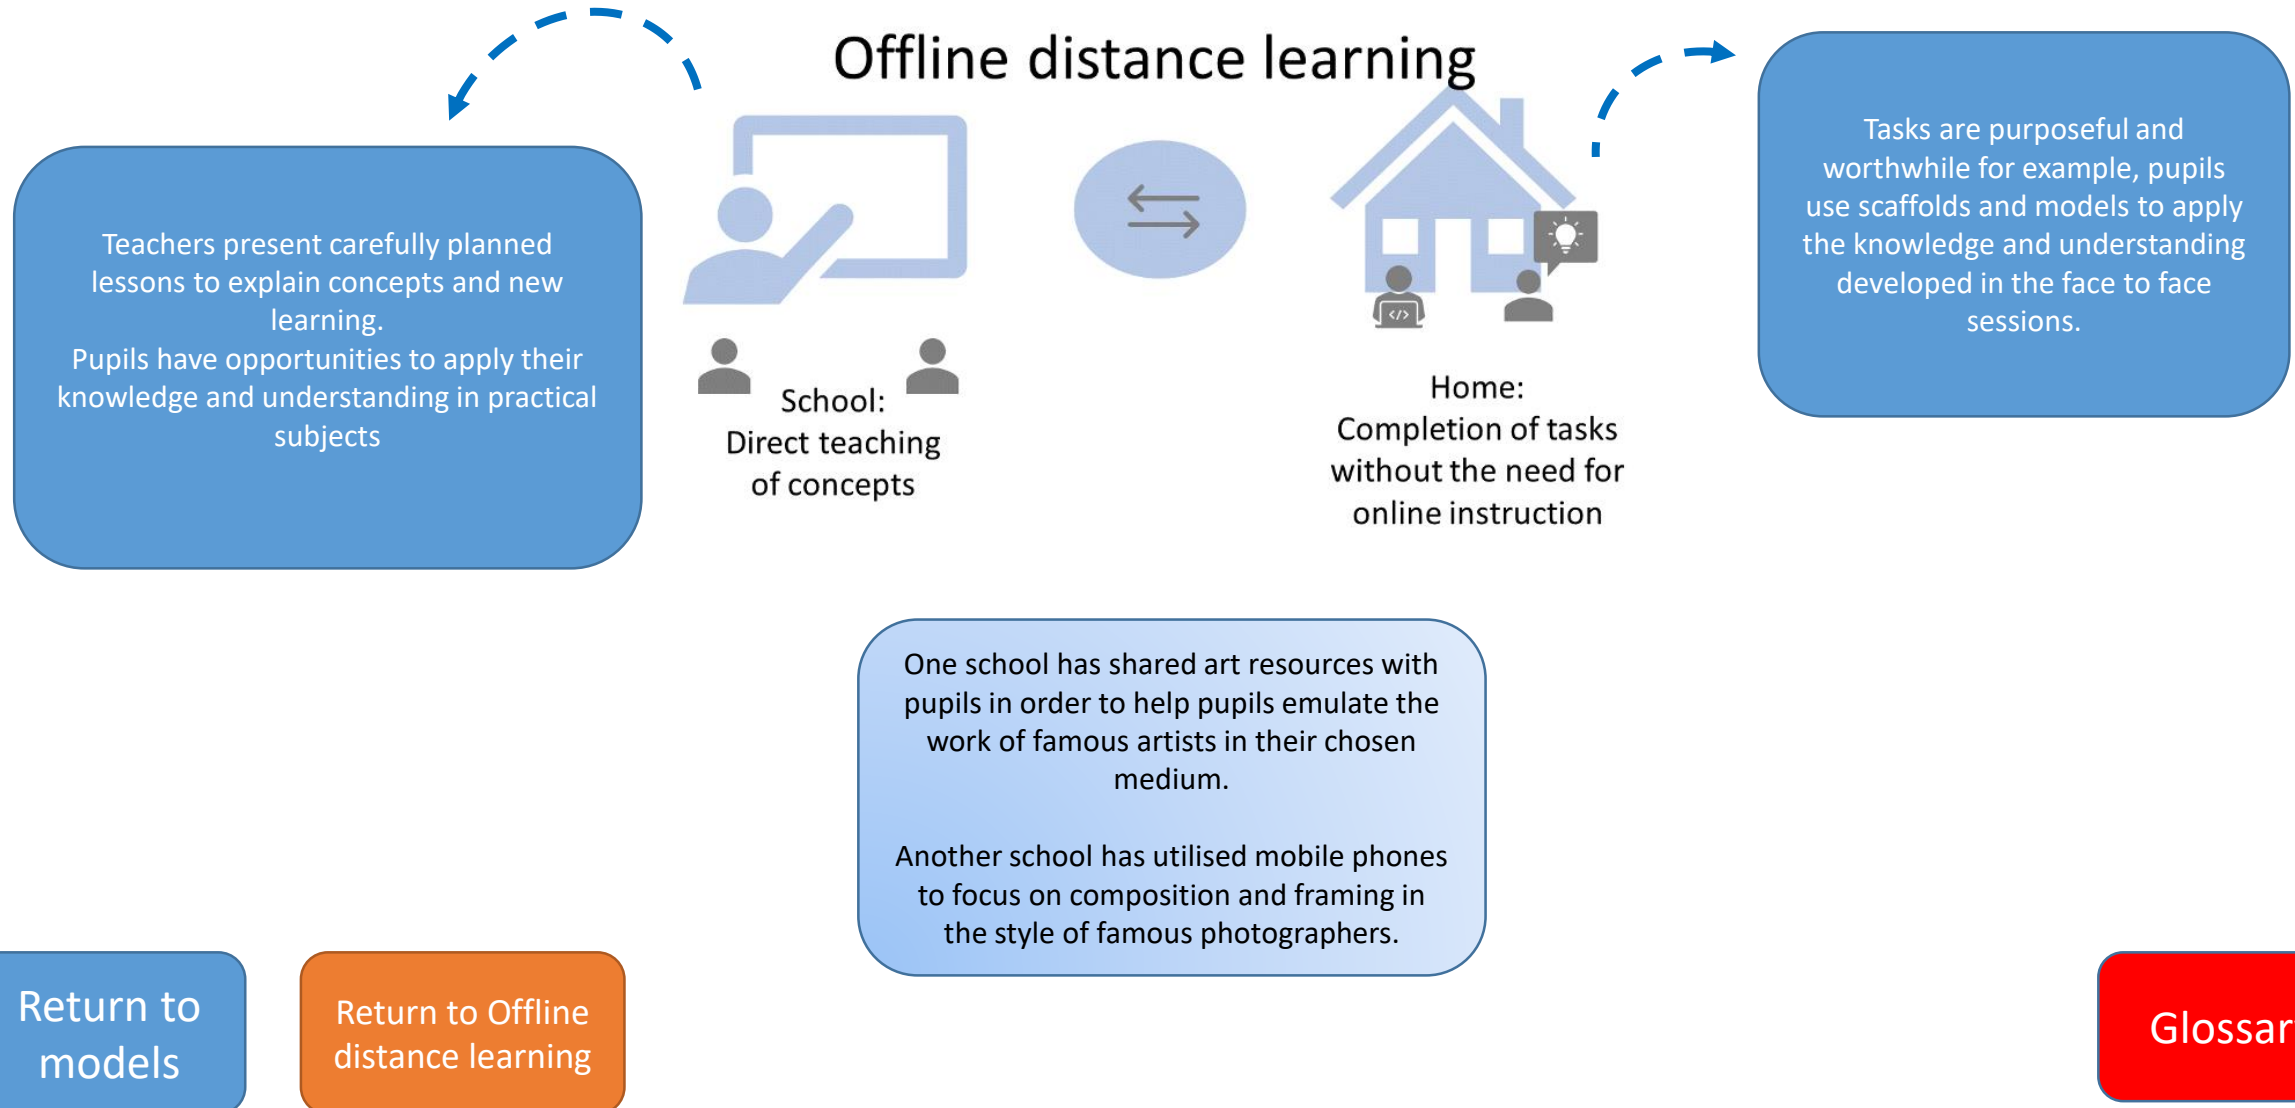 Offline distance learning
Teachers present carefully planned
lessons to explain concepts and new
learning.
Pupils have opportunities to apply their
knowledge and understanding in practical
subjects
School:
Direct teaching
of concepts
</>
Home:
Completion of tasks
without the need for
online instruction
Tasks are purposeful and
worthwhile for example, pupils
use scaffolds and models to apply
the knowledge and understanding
developed in the face to face
sessions.
One school has shared art resources with
pupils in order to help pupils emulate the
work of famous artists in their chosen
medium.
Another school has utilised mobile phones
to focus on composition and framing in
the style of famous photographers.
Return to
models
Return to Offline
distance learning
Glossar